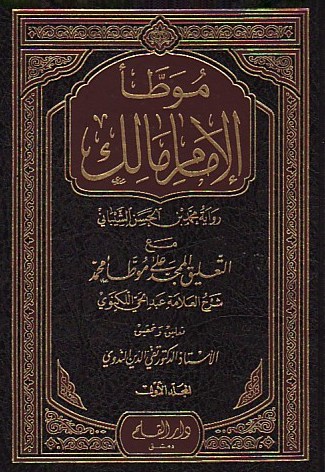 موطأ
الإمام مالك
رواية محمد بن الحسن الشيباني
مع
التعليق الممجد على موطأ محمد
شرح العلامة عبد الحي اللكنوي
تعليق وتحقيق
الأستاذ الدكتور تقي الدين الندوي
المجلد الأول
دار القلم
دمشق